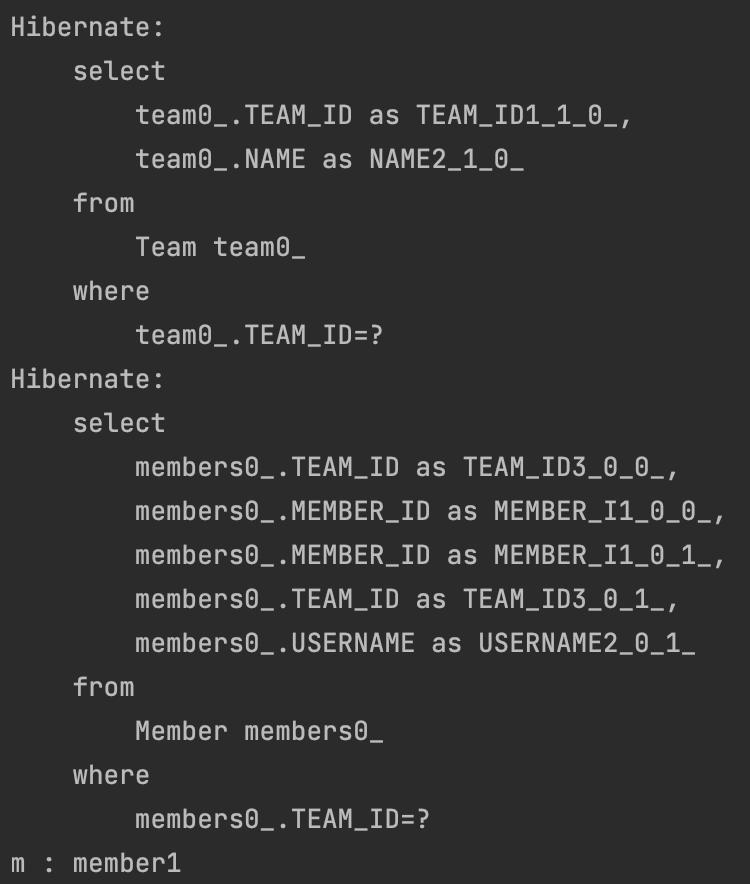 Hibernate:
    select
        team0_.TEAM_ID as TEAM_ID1_1_0_,
        team0_.NAME as NAME2_1_0_
    from
        Team team0_
    where
        team0_.TEAM_ID=?
Hibernate:
    select
        members0_.TEAM_ID as TEAM_ID3_0_0_,
        members0_.MEMBER_ID as MEMBER_I1_0_0_,
        members0_.MEMBER_ID as MEMBER_I1_0_1_,
        members0_.TEAM_ID as TEAM_ID3_0_1_,
        members0_.USERNAME as USERNAME2_0_1_
    from
        Member members0_
    where
        members0_.TEAM_ID=?
m : member1